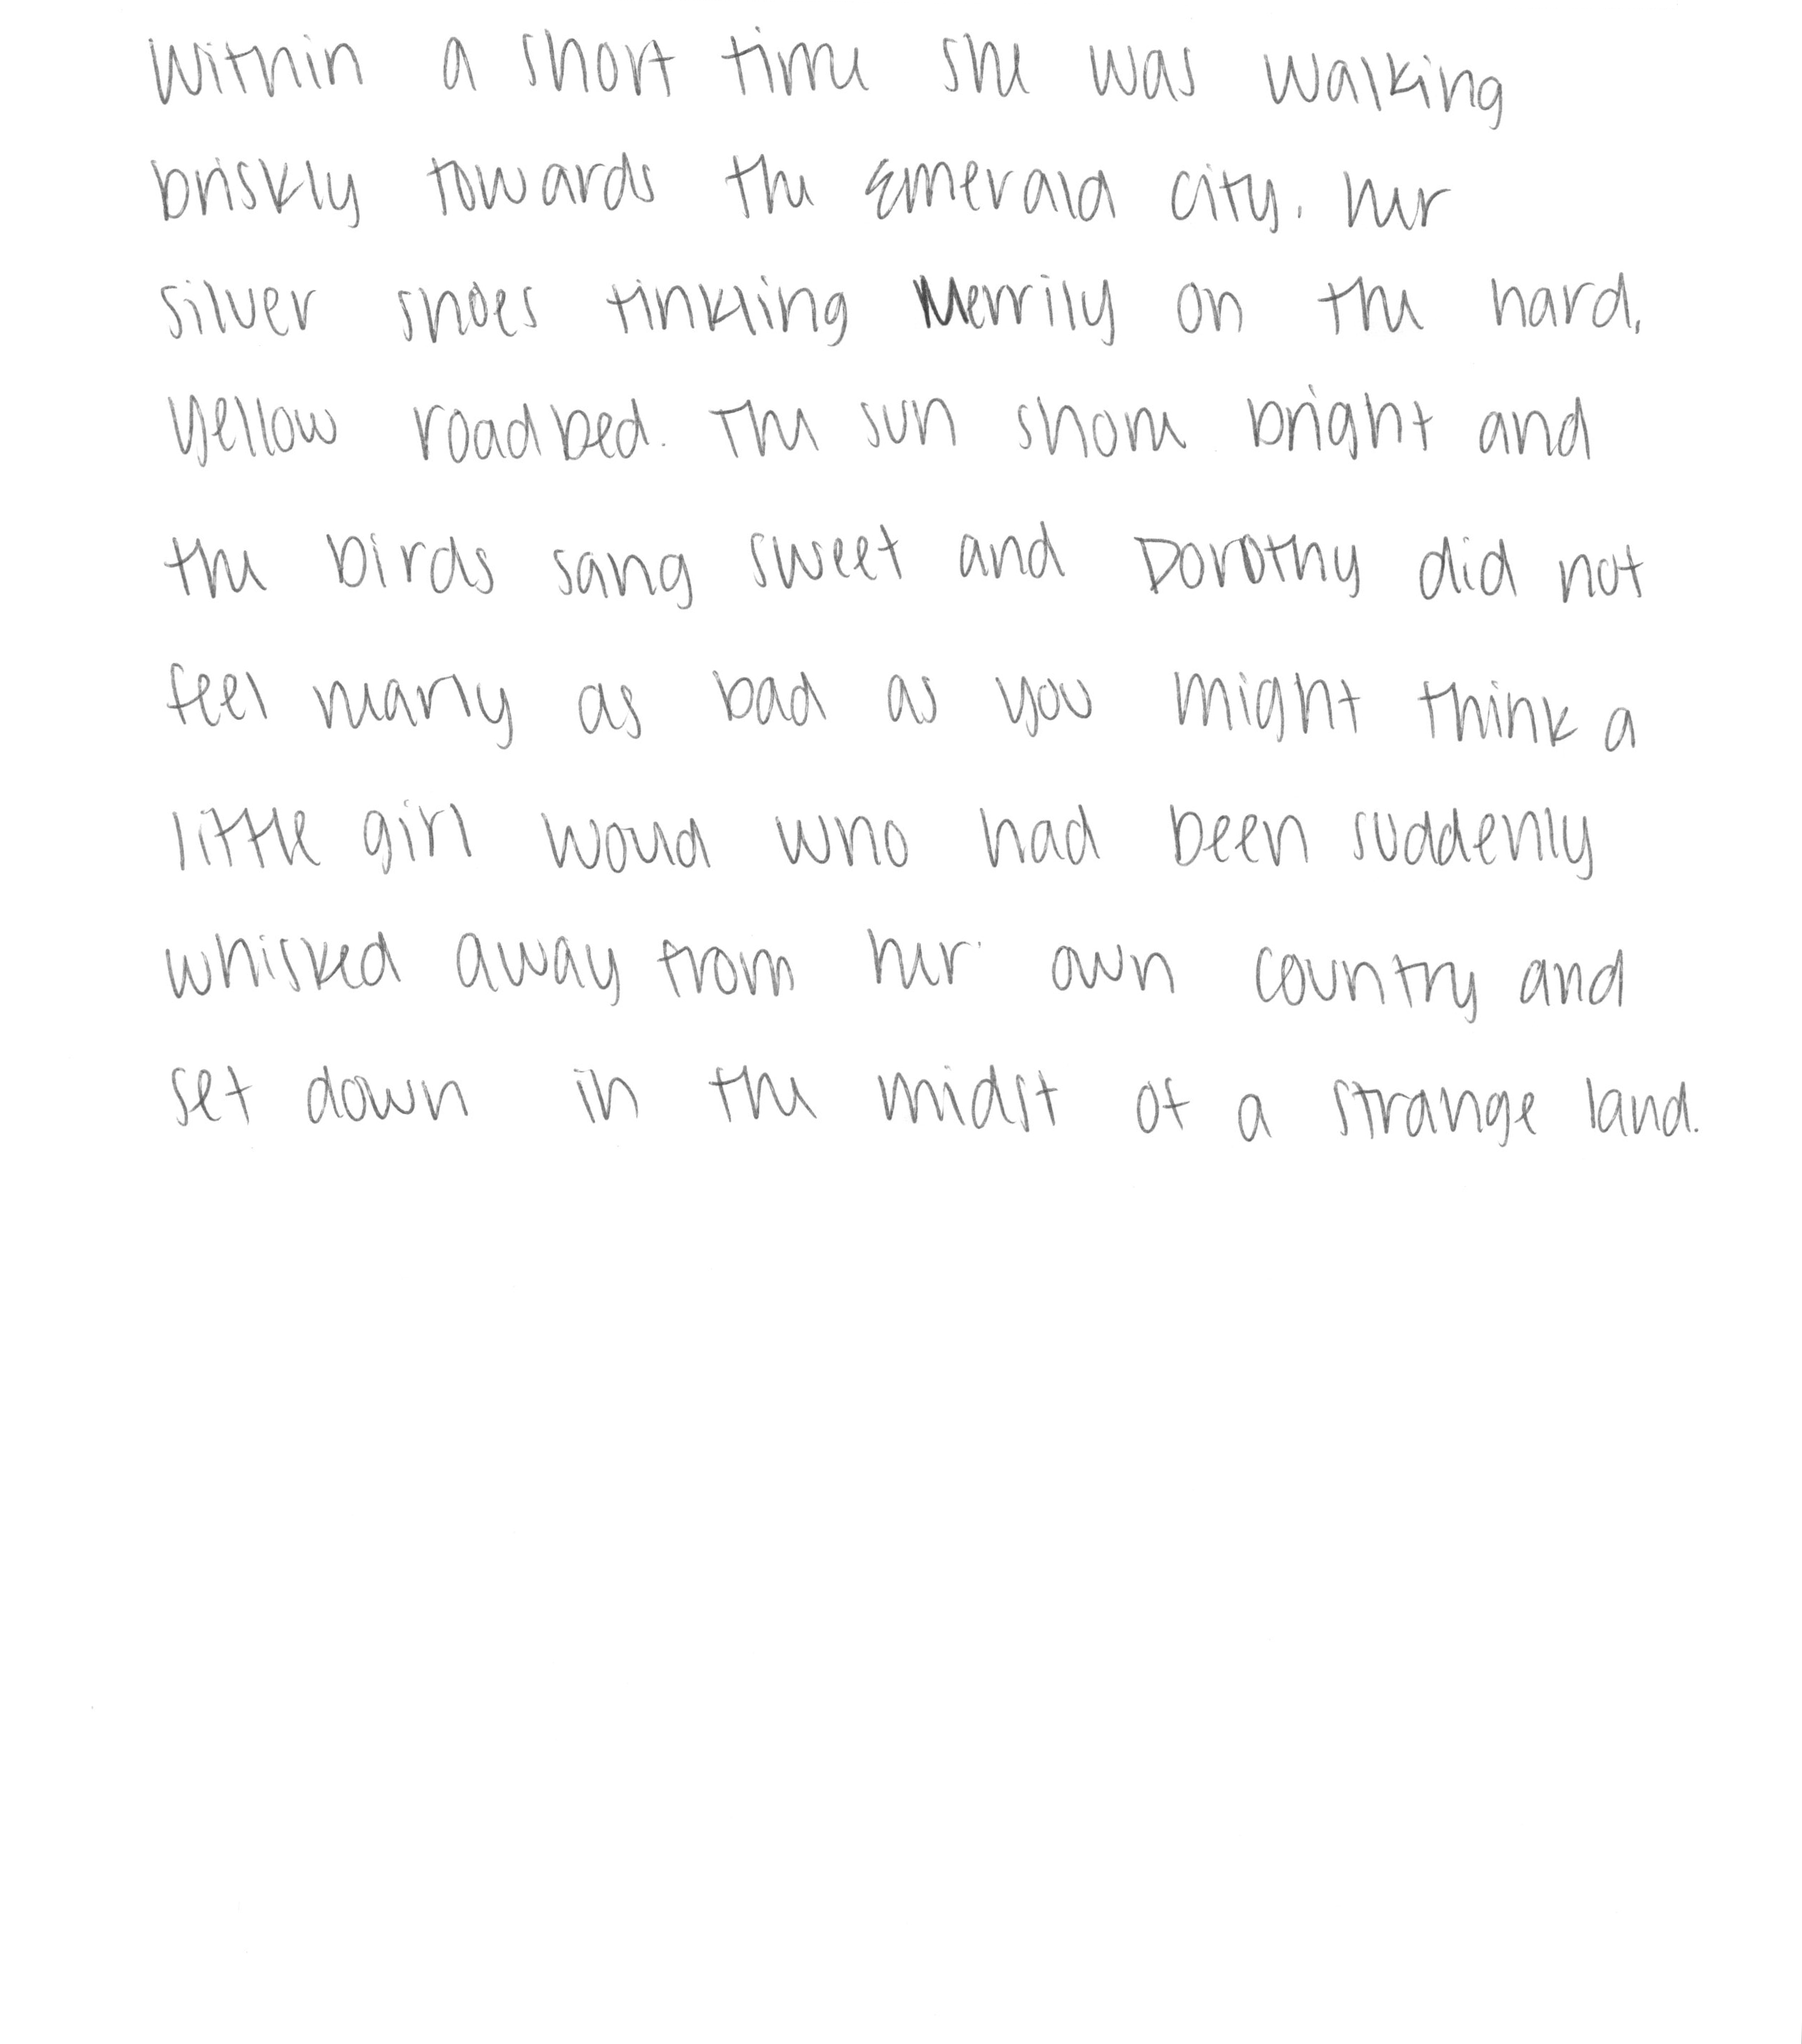 Within a short time she was walking
briskly towards the Emerald city, her
silver shoes tinkling Merrily on the hard,
yellow roadbed. The sun shone bright and
the birds sang sweet and Dorothy did not
feel nearly as bad as you might think a
little girl would who had been suddenly
whisked away from her own country and
set down in the midst of a strange land.